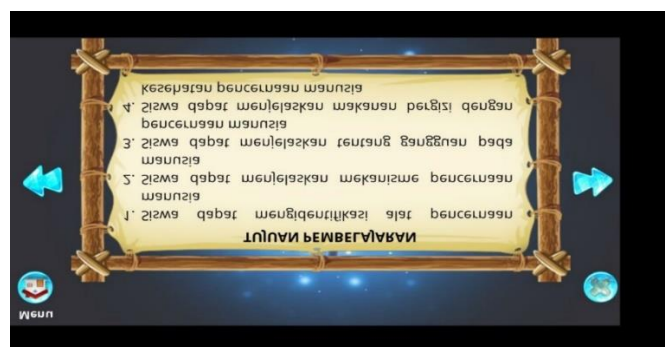 TUJUAN PEMBELAJARAN
1. Siswa dapat mengidentifikasi alat pencernaan
manusia
2. Siswa dapat menjelaskan mekanisme pencernaan
manusia
3. Siswa dapat menjelaskan tentang gangguan pada
pencernaan manusia
4. Siswa dapat menjelaskan makanan bergizi dengan
kesehatan pencernaan manusia
Menu